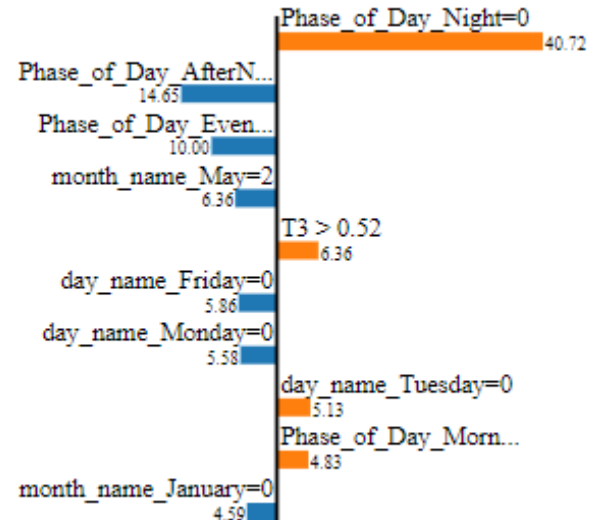 Phase_of_Day_Night=0
40.72
Phase_of_Day_AfterN...
14.65
Phase_of_Day_Even...
10.00
month_name_May=2
6.36
T3 > 0.52
6.36
day_name_Friday=0
5.86
day_name_Monday=0
5.58
day_name_Tuesday=0
5.13
Phase_of_Day_Morn...
4.83
month_name_January=0
4.59